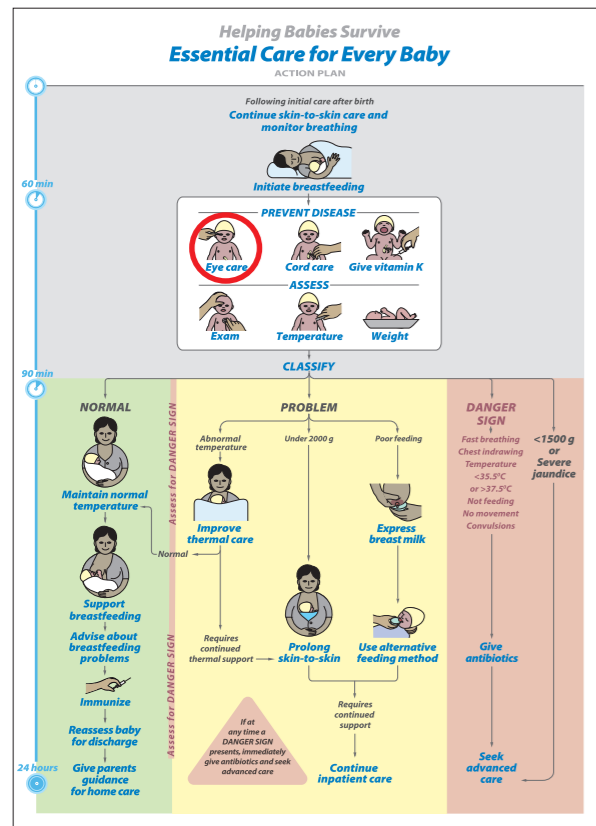 Helping Babies Survive
Essential Care for Every Baby
ACTION PLAN
Following initial care after birth
Continue skin-to-skin care and
monitor breathing
Initiate breastfeeding
60 min
PREVENT DISEASE
Eye care
Cord care
Give vitamin K
ASSESS
Exam
Temperature
Weight
CLASSIFY
90 min
NORMAL
Maintain normal
temperature
Support
breastfeeding
Advise about
breastfeeding
problems
Immunize
Reassess baby
for discharge
Give parents
guidance
for home care
24 hours
Assess for DANGER SIGN
Assess for DANGER SIGN
PROBLEM
Abnormal
temperature
Improve
thermal care
Normal
Requires
continued
thermal support
Under 2000 g
Prolong
skin-to-skin
Poor feeding
Express
breast milk
Use alternative
feeding method
Requires
continued
support
Continue
inpatient care
If at
any time a
DANGER SIGN
presents, immediately
give antibiotics and seek
advanced care
DANGER
SIGN
Fast breathing
Chest indrawing
Temperature
<35.5°C
or >37.5°C
Not feeding
No movement
Convulsions
Give
antibiotics
Seek
advanced
care
<1500 g
or
Severe
jaundice